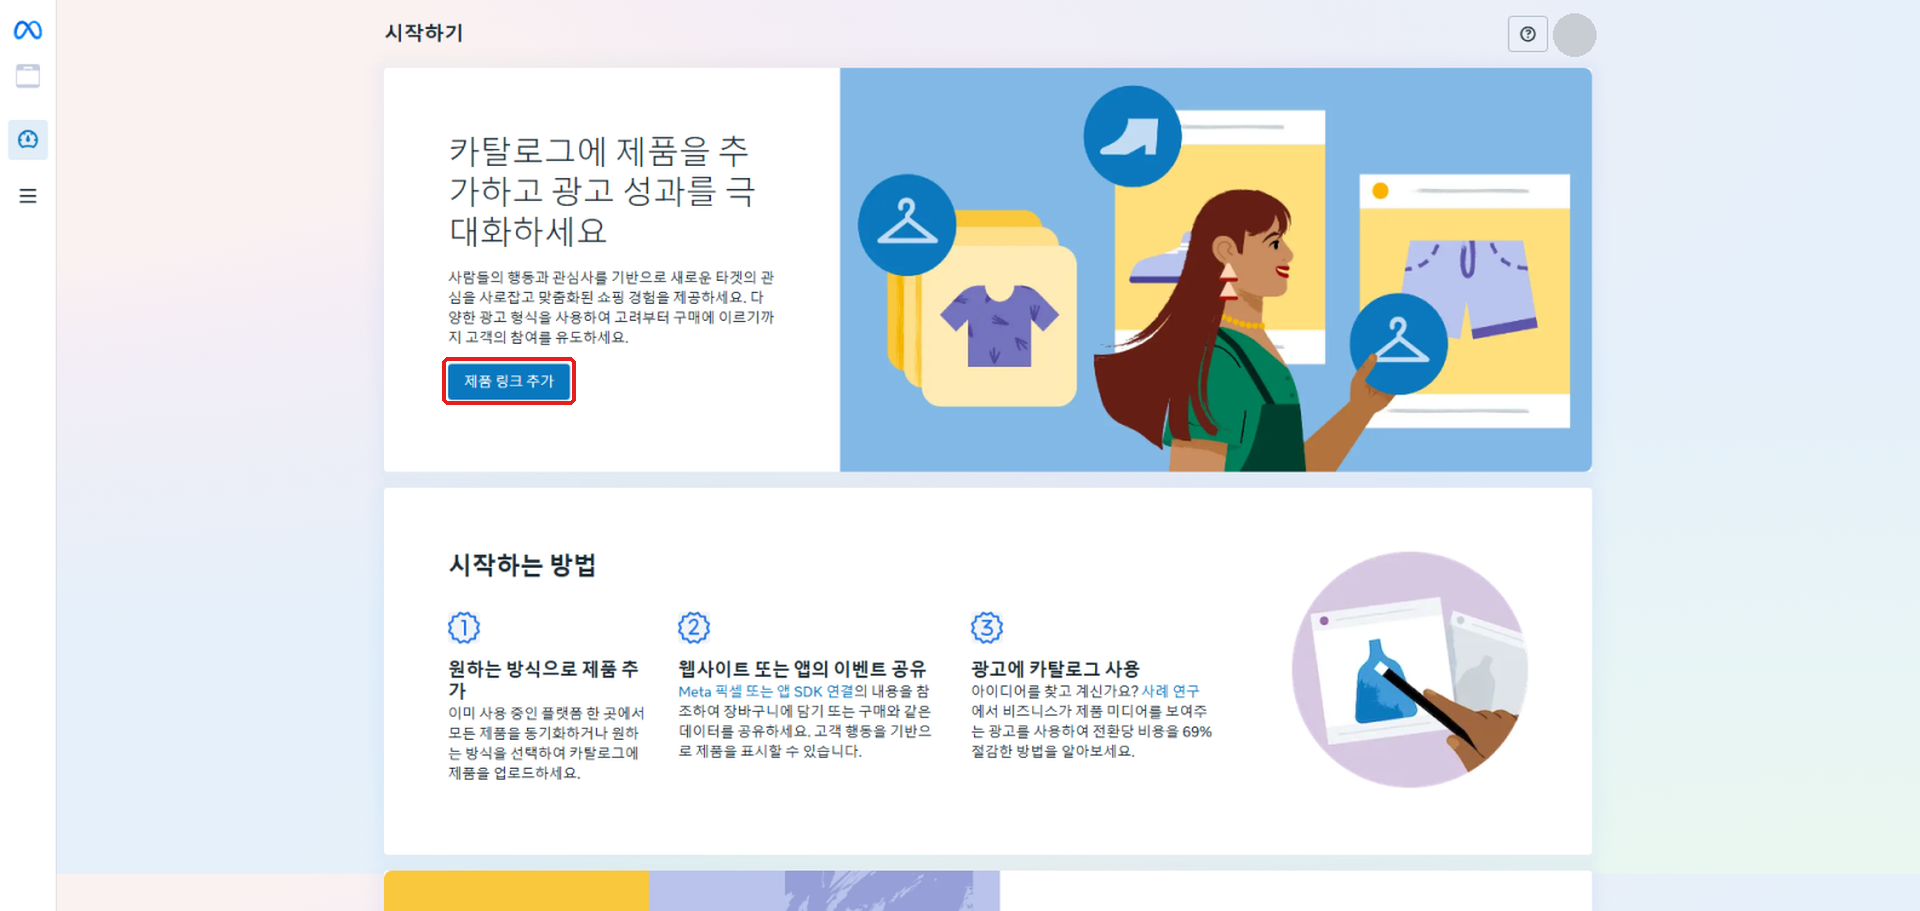 시작하기
카탈로그에 제품을 추
가하고 광고 성과를 극
대화하세요
사람들의 행동과 관심사를 기반으로 새로운 타겟의 관
심을 사로잡고 맞춤화된 쇼핑 경험을 제공하세요. 다
양한 광고 형식을 사용하여 고려부터 구매에 이르기까
지 고객의 참여를 유도하세요.
제품 링크 추가
시작하는 방법
1
원하는 방식으로 제품 추
가
이미 사용 중인 플랫폼 한 곳에서
모든 제품을 동기화하거나 원하
는 방식을 선택하여 카탈로그에
제품을 업로드하세요.
2
웹사이트 또는 앱의 이벤트 공유
Meta 픽셀 또는 앱 SDK 연결의 내용을 참
조하여 장바구니에 담기 또는 구매와 같은
데이터를 공유하세요. 고객 행동을 기반으
로 제품을 표시할 수 있습니다.
3
광고에 카탈로그 사용
아이디어를 찾고 계신가요? 사례 연구
에서 비즈니스가 제품 미디어를 보여주
는 광고를 사용하여 전환당 비용을 69%
절감한 방법을 알아보세요.